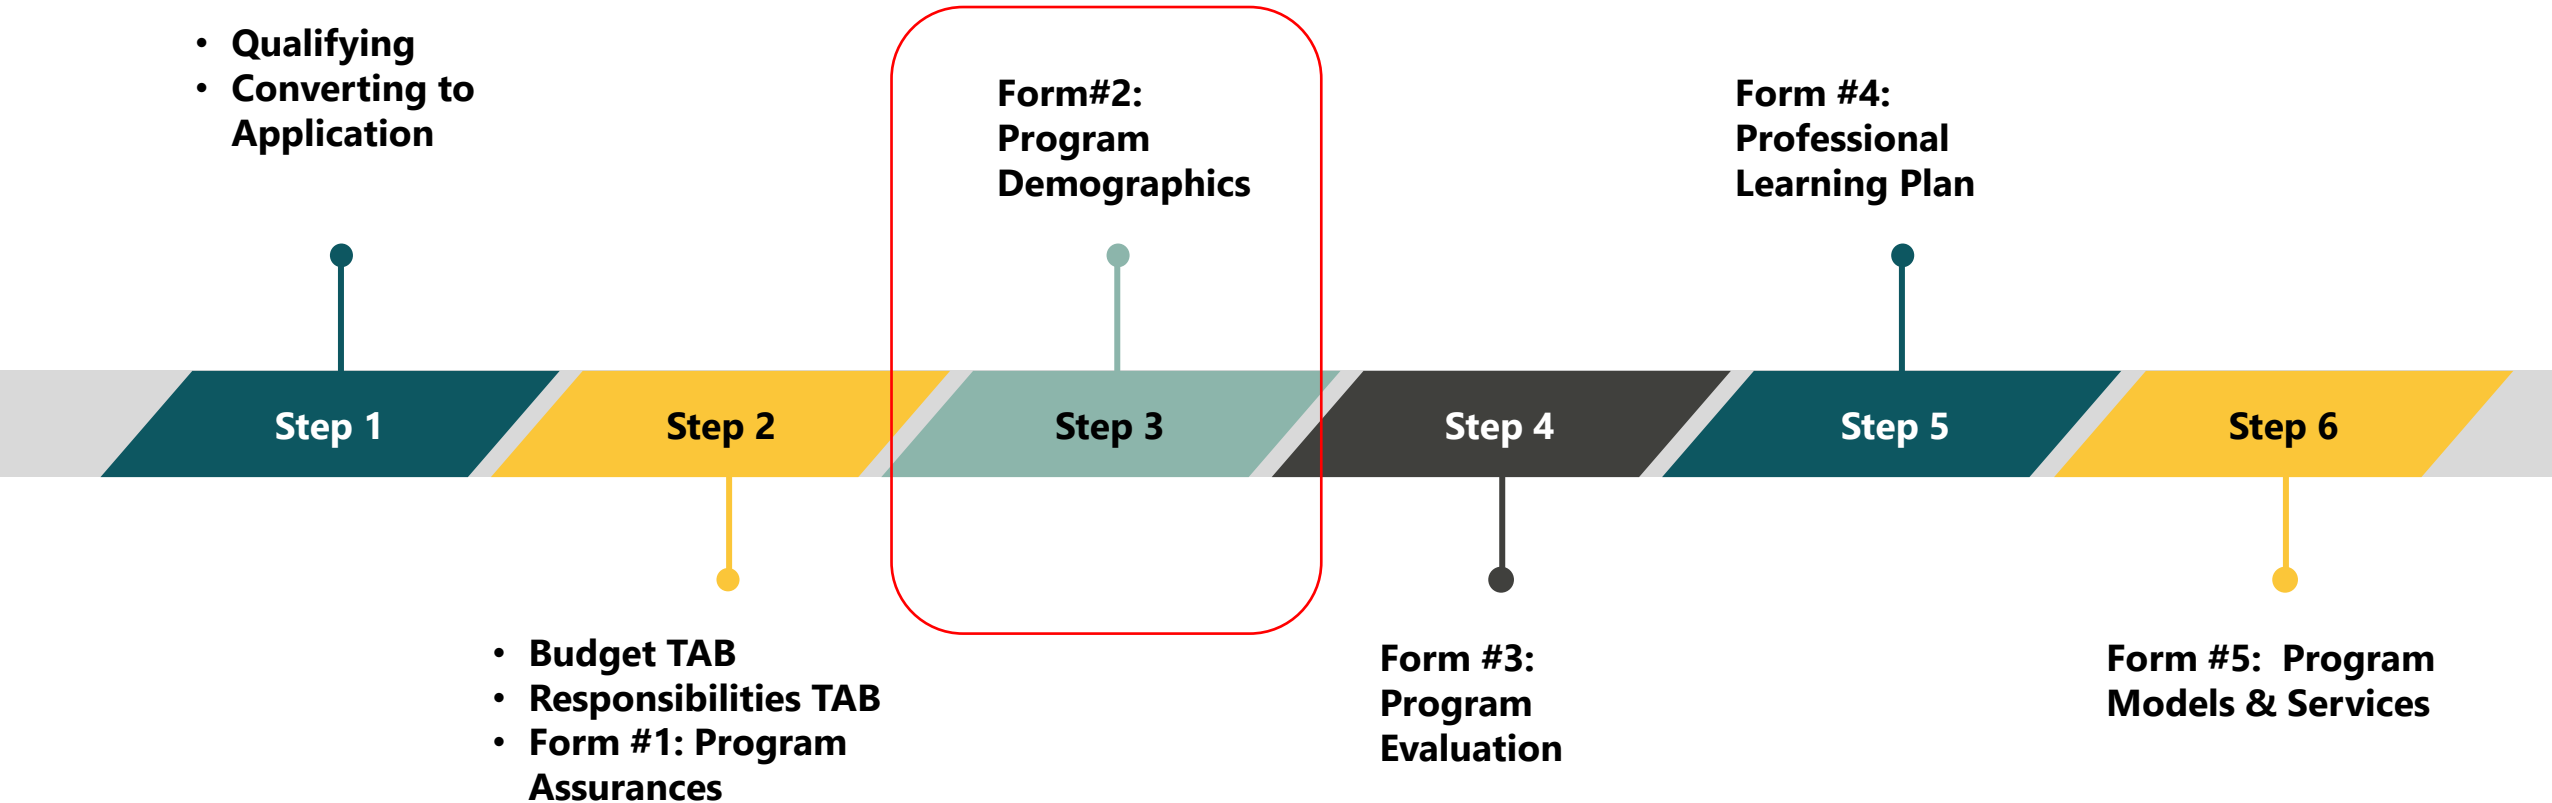 • Qualifying
• Converting to
Application
Form#2:
Program
Demographics
Form #4:
Professional
Learning Plan
Step 1
Step 2
Step 3
Step 4
Step 5
Step 6
• Budget TAB
• Responsibilities TAB
• Form #1: Program
Assurances
Form #3:
Program
Evaluation
Form #5:  Program
Models & Services